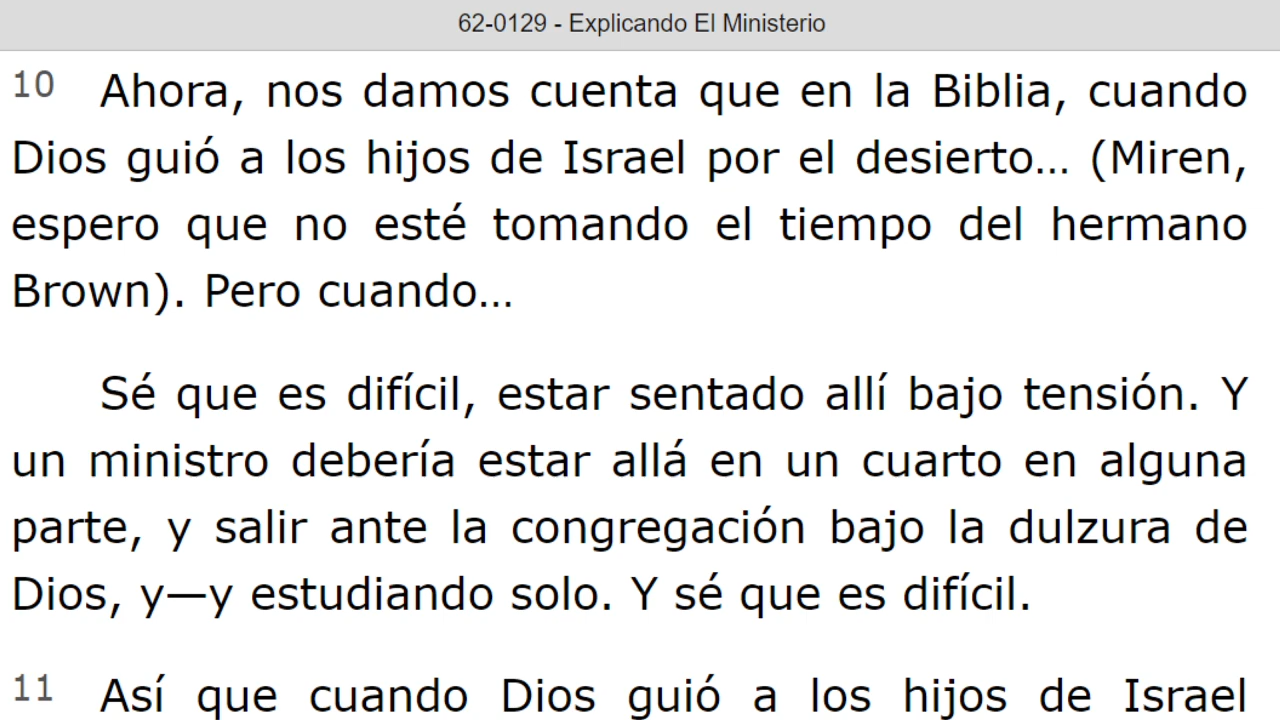 62-0129 - Explicando El Ministerio
10 Ahora, nos damos cuenta que en la Biblia, cuando
Dios guió a los hijos de Israel por el desierto… (Miren,
espero que no esté tomando el tiempo del hermano
Brown). Pero cuando…
Sé que es difícil, estar sentado allí bajo tensión. Y
un ministro debería estar allá en un cuarto en alguna
parte, y salir ante la congregación bajo la dulzura de
Dios, y—y estudiando solo. Y sé que es difícil.
11 Así que cuando Dios guió a los hijos de Israel